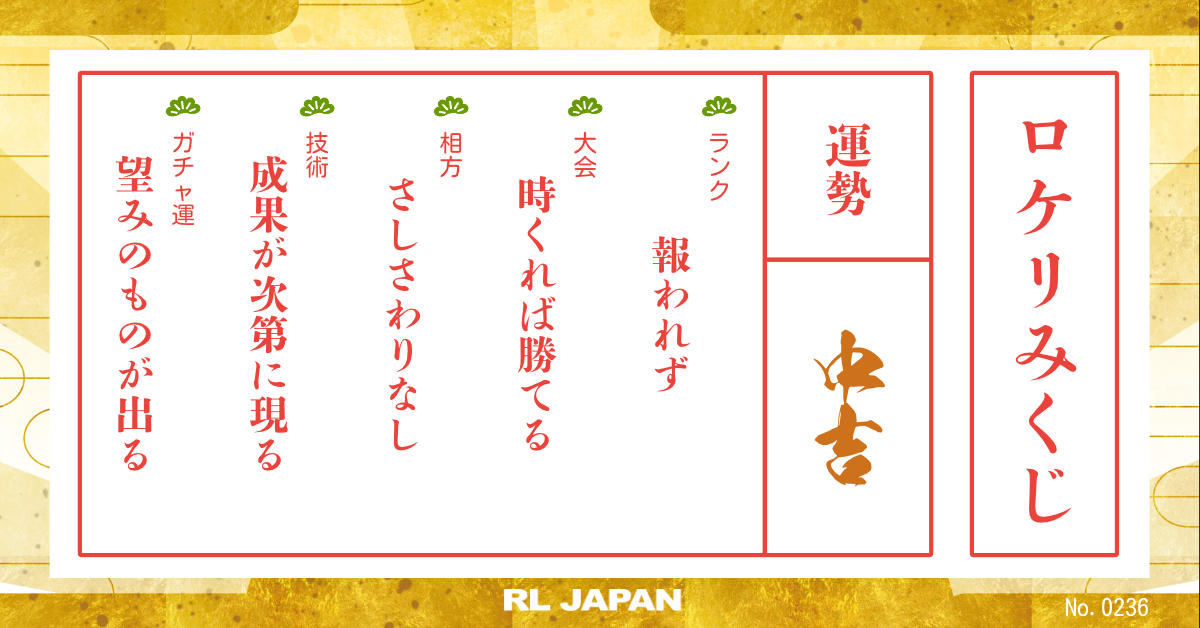 ロケリみくじ
運勢
中吉
ランク
報われず
大会
時くれば勝てる
相方
さしさわりなし
技術
成果が次第に現る
ガチャ運
望みのものが出る
RL JAPAN
No. 0236